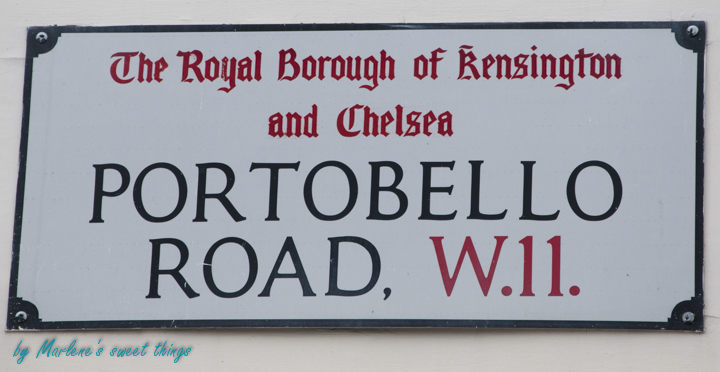 The Royal Borough of Kensington
and Chelsea
PORTOBELLO
ROAD, W.11.
by Marlene's sweet things